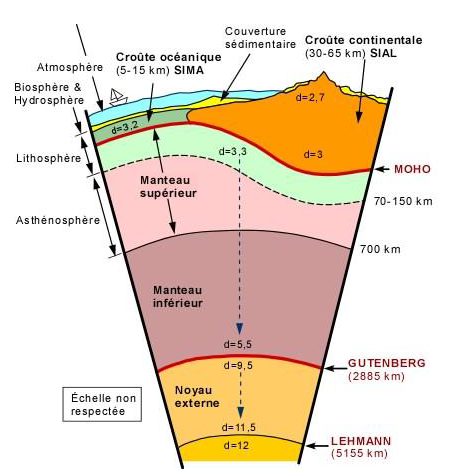 Couverture
sédimentaire
Croûte continentale
(30-65 km) SIAL
Croûte océanique
(5-15 km) SIMA
Atmosphère
Biosphère &
Hydrosphère
d=2,7
d=3,2
d=3,3
d=3
Lithosphère
MOHO
Manteau
supérieur
70-150 km
Asthénosphère
700 km
Manteau
inférieur
d=5,5
d=9,5
GUTENBERG
(2885 km)
Noyau
externe
Échelle non
respectée
d=11,5
d=12
LEHMANN
(5155 km)